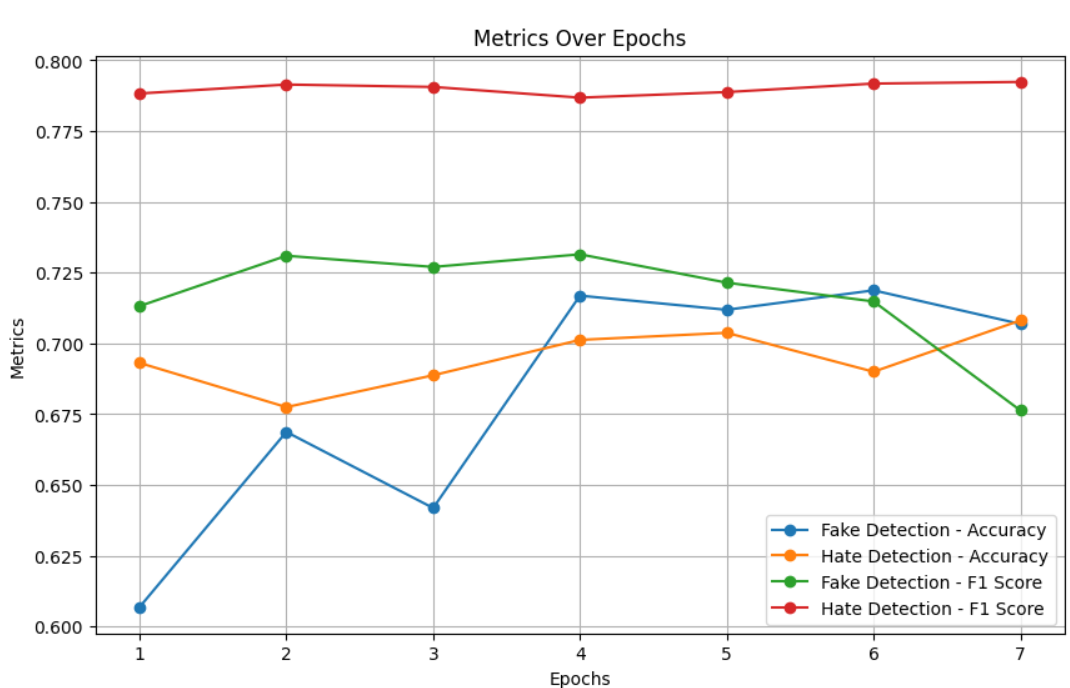 Metrics Over Epochs
0.800
0.775
0.750
0.725
0.700
0.675
0.650
0.625
0.600
Metrics
1 2 3 4 5 6 7
Epochs
Fake Detection - Accuracy
Hate Detection - Accuracy
Fake Detection - F1 Score
Hate Detection - F1 Score